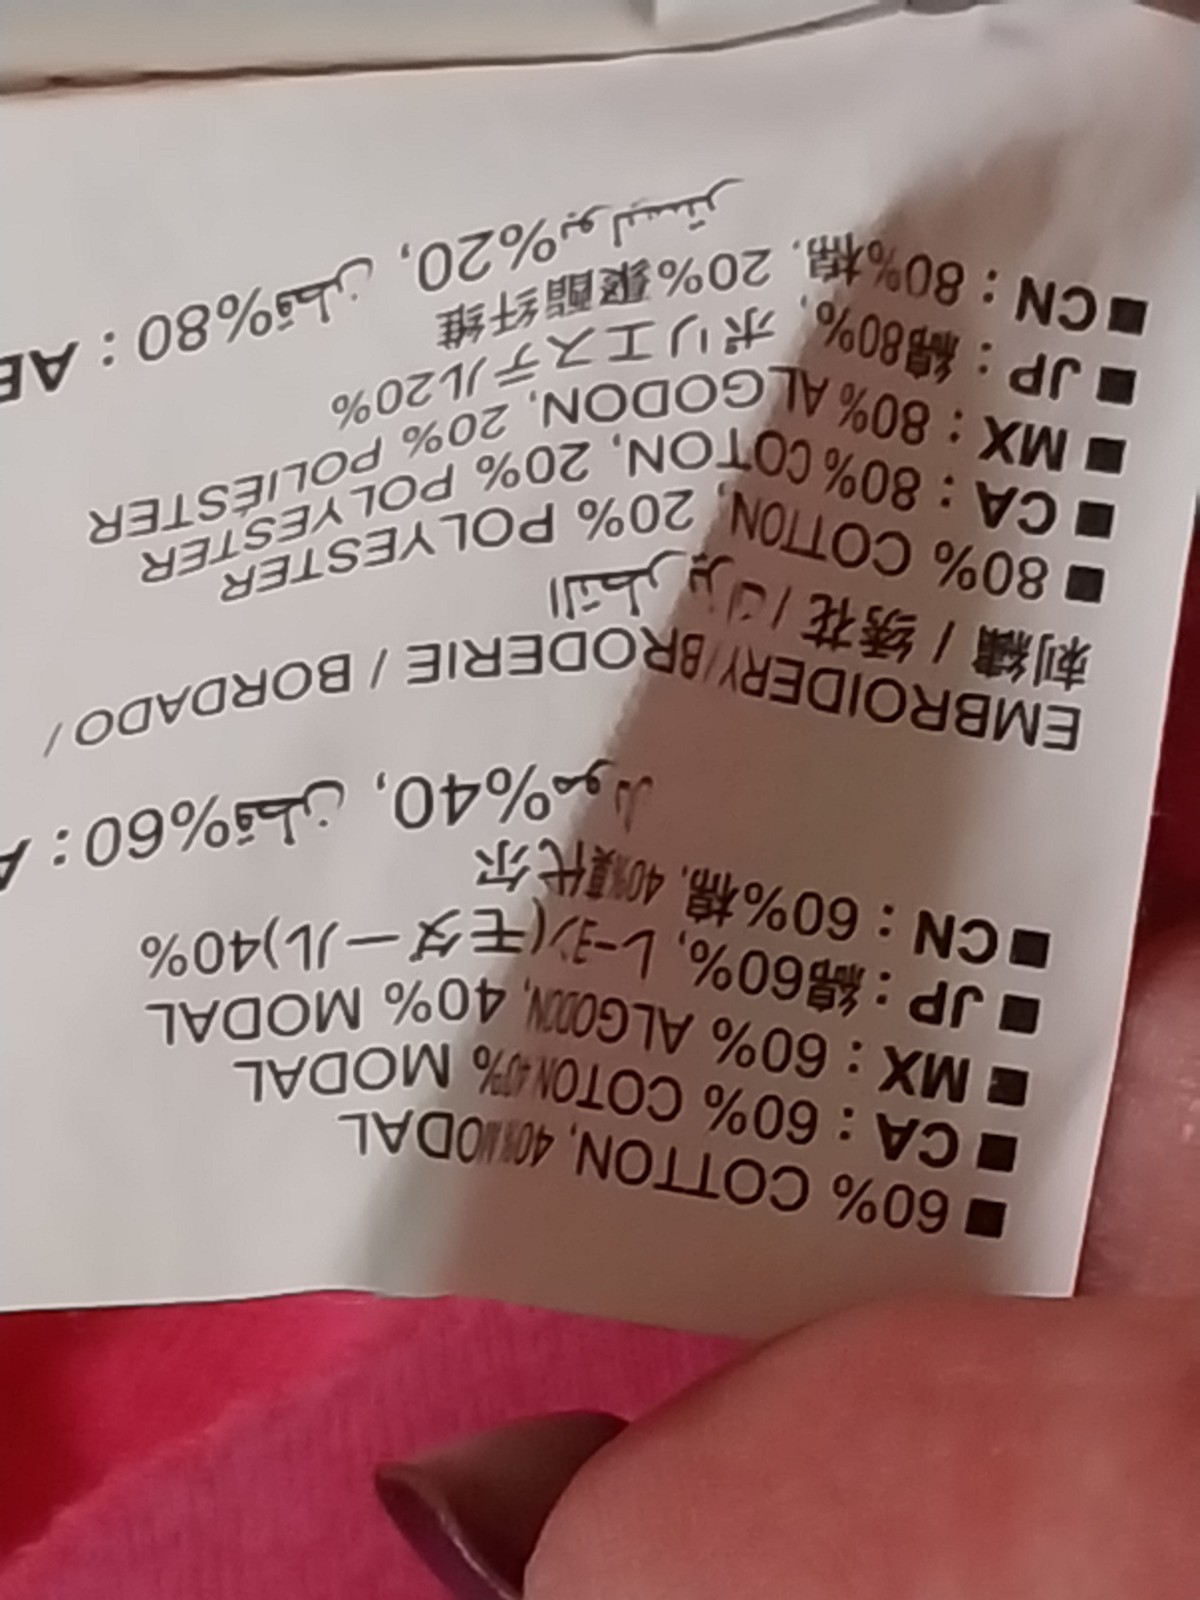 ■ 60% COTTON, 40% MODAL
■ CA : 60% COTON 40% MODAL
■ MX : 60% ALGODON, 40% MODAL
■ JP : 綿60%, レーヨン(モダール)40%
■ CN : 60%棉, 40%莫代尔
60%قطن, 40%مودل
EMBROIDERY/BRODERIE / BORDADO /
刺繍 / 绣花 / التطريز
■ 80% COTTON, 20% POLYESTER
■ CA : 80% COTON, 20% POLYESTER
■ MX : 80% ALGODON, 20% POLIÉSTER
■ JP : 綿80%, ポリエステル20%
■ CN : 80%棉, 20%聚酯纤维
AE : 80%قطن, 20%بوليستر